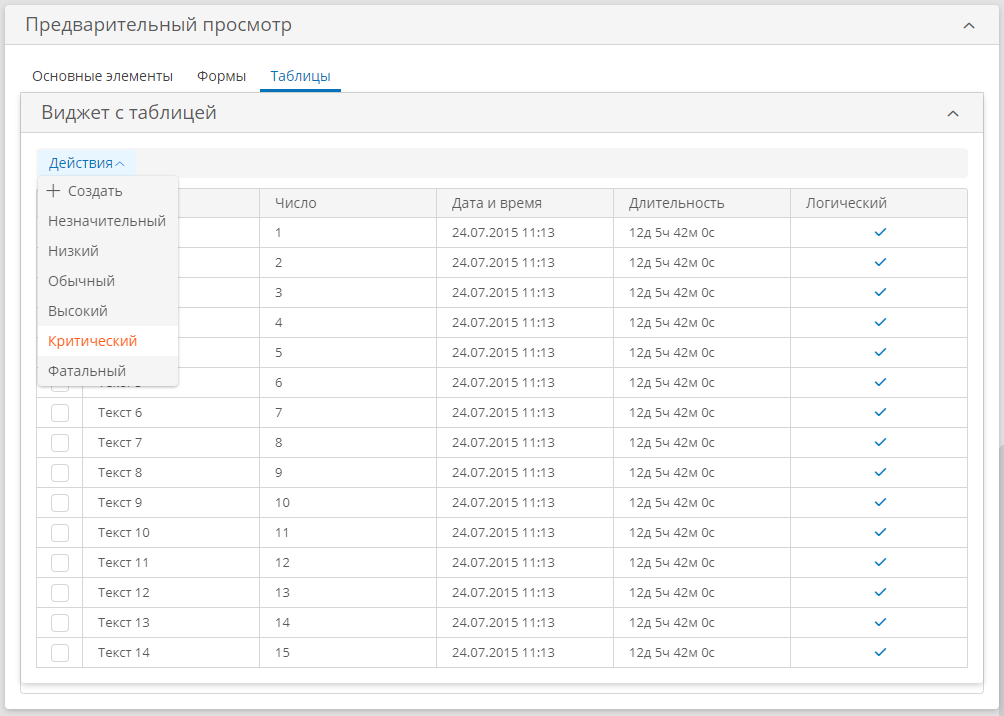 Предварительный просмотр
Основные элементы Формы Таблицы
Виджет с таблицей
Действия
Создать
Незначительный
Низкий
Обычный
Высокий
Критический
Фатальный
Число Дата и время Длительность Логический
1 24.07.2015 11:13 12д 5ч 42м 0с
2 24.07.2015 11:13 12д 5ч 42м 0с
3 24.07.2015 11:13 12д 5ч 42м 0с
4 24.07.2015 11:13 12д 5ч 42м 0с
5 24.07.2015 11:13 12д 5ч 42м 0с
6 24.07.2015 11:13 12д 5ч 42м 0с
Текст 6 7 24.07.2015 11:13 12д 5ч 42м 0с
Текст 7 8 24.07.2015 11:13 12д 5ч 42м 0с
Текст 8 9 24.07.2015 11:13 12д 5ч 42м 0с
Текст 9 10 24.07.2015 11:13 12д 5ч 42м 0с
Текст 10 11 24.07.2015 11:13 12д 5ч 42м 0с
Текст 11 12 24.07.2015 11:13 12д 5ч 42м 0с
Текст 12 13 24.07.2015 11:13 12д 5ч 42м 0с
Текст 13 14 24.07.2015 11:13 12д 5ч 42м 0с
Текст 14 15 24.07.2015 11:13 12д 5ч 42м 0с